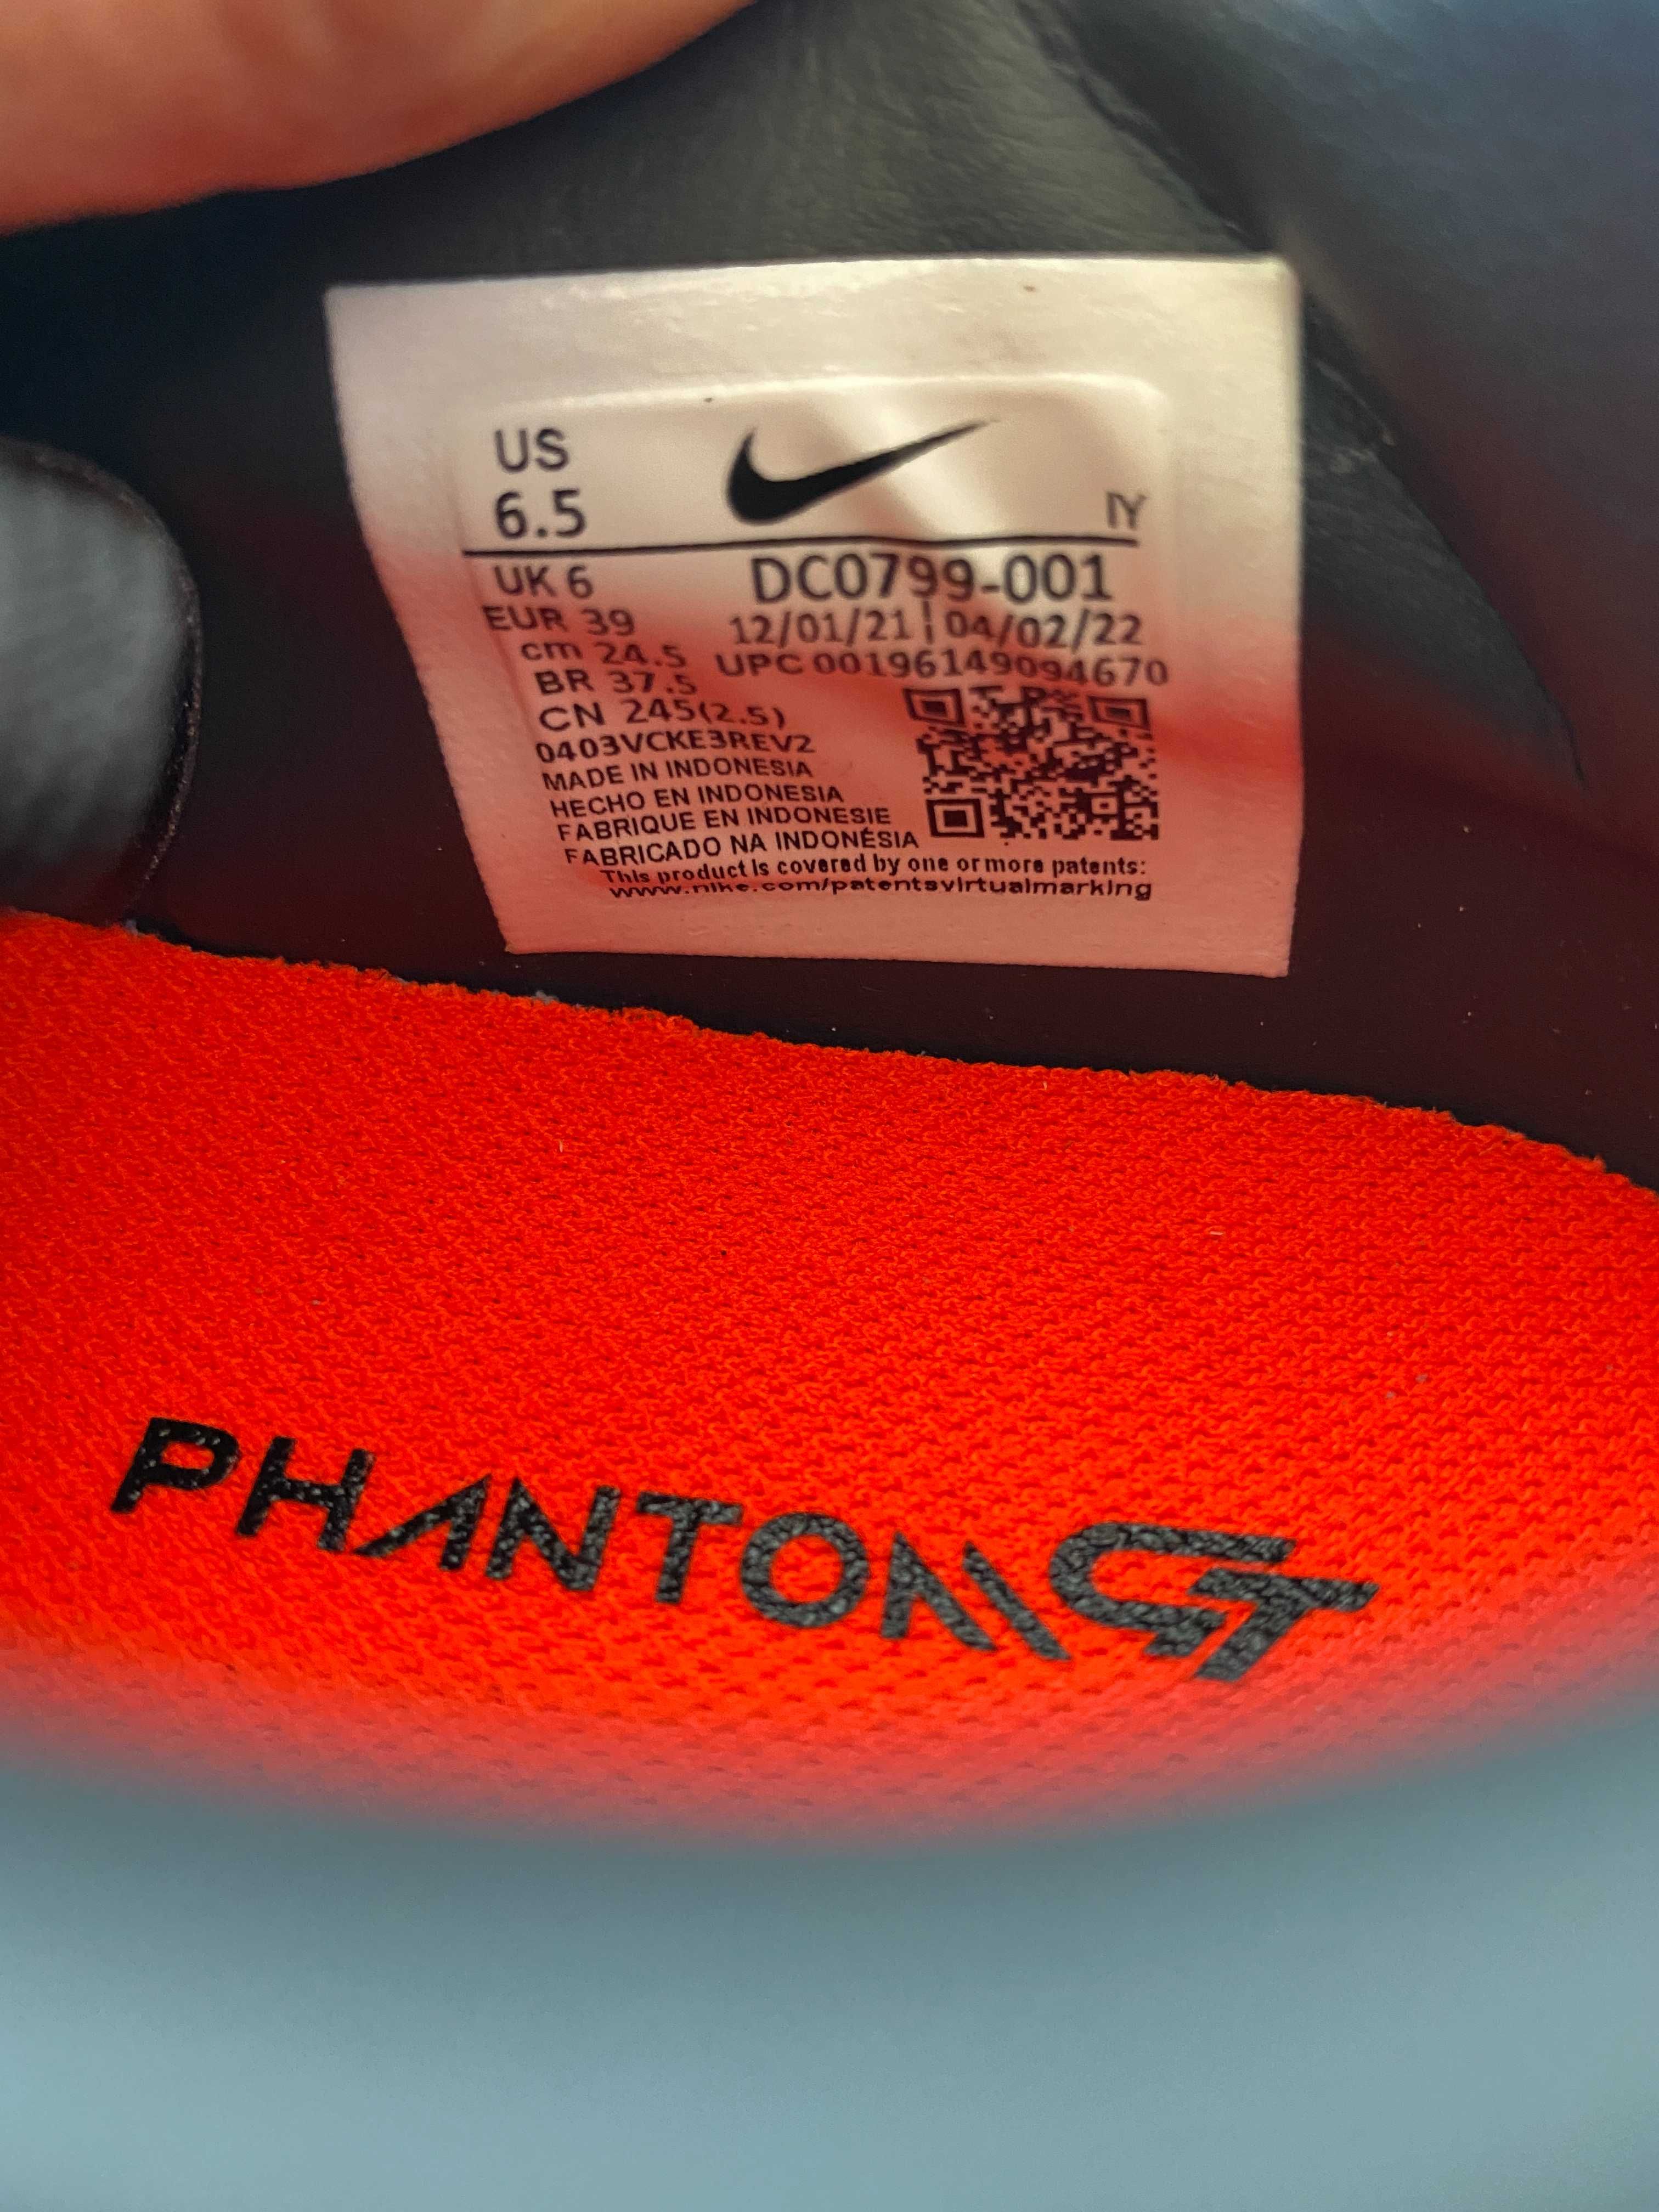 US
6.5
IY
UK 6
DC0799-001
EUR 39
12/01/21 | 04/02/22
cm 24.5
UPC 00196149094670
BR 37.5
CN 245(2.5)
0403VCKE3REV2
MADE IN INDONESIA
HECHO EN INDONESIA
FABRIQUE EN INDONESIE
FABRICADO NA INDONÉSIA
This product is covered by one or more patents:
www.nike.com/patentsvirtualmarking
PHANTOM GT